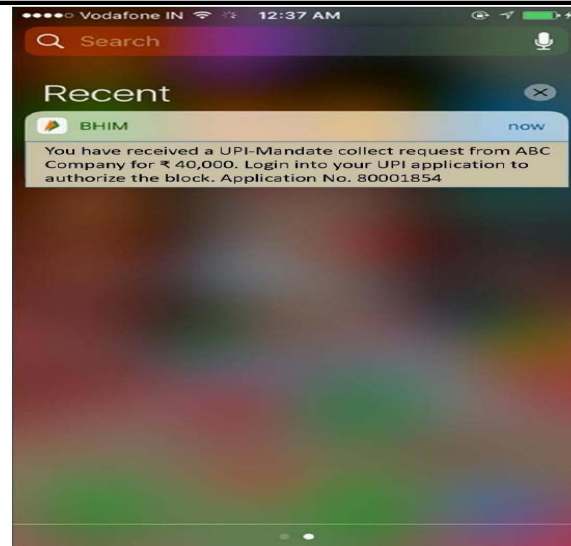 Vodafone IN 12:37 AM
Search
Recent
BHIM now
You have received a UPI-Mandate collect request from ABC
Company for ₹ 40,000. Login into your UPI application to
authorize the block. Application No. 80001854